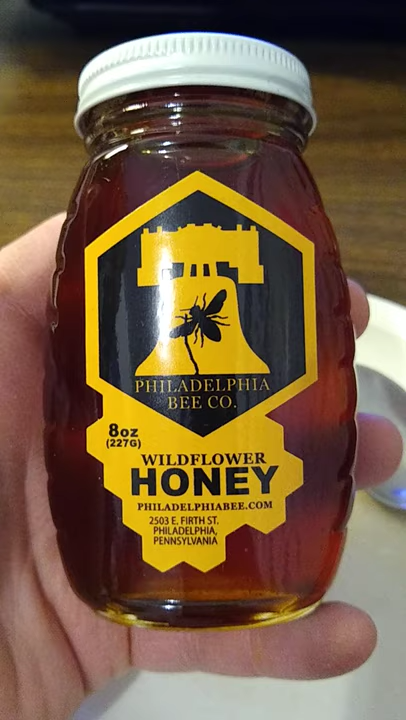 PHILADELPHIA
BEE CO.
8oz
(227G)
WILDFLOWER
HONEY
PHILADELPHIABEE.COM
2503 E. FIRTH ST.
PHILADELPHIA,
PENNSYLVANIA